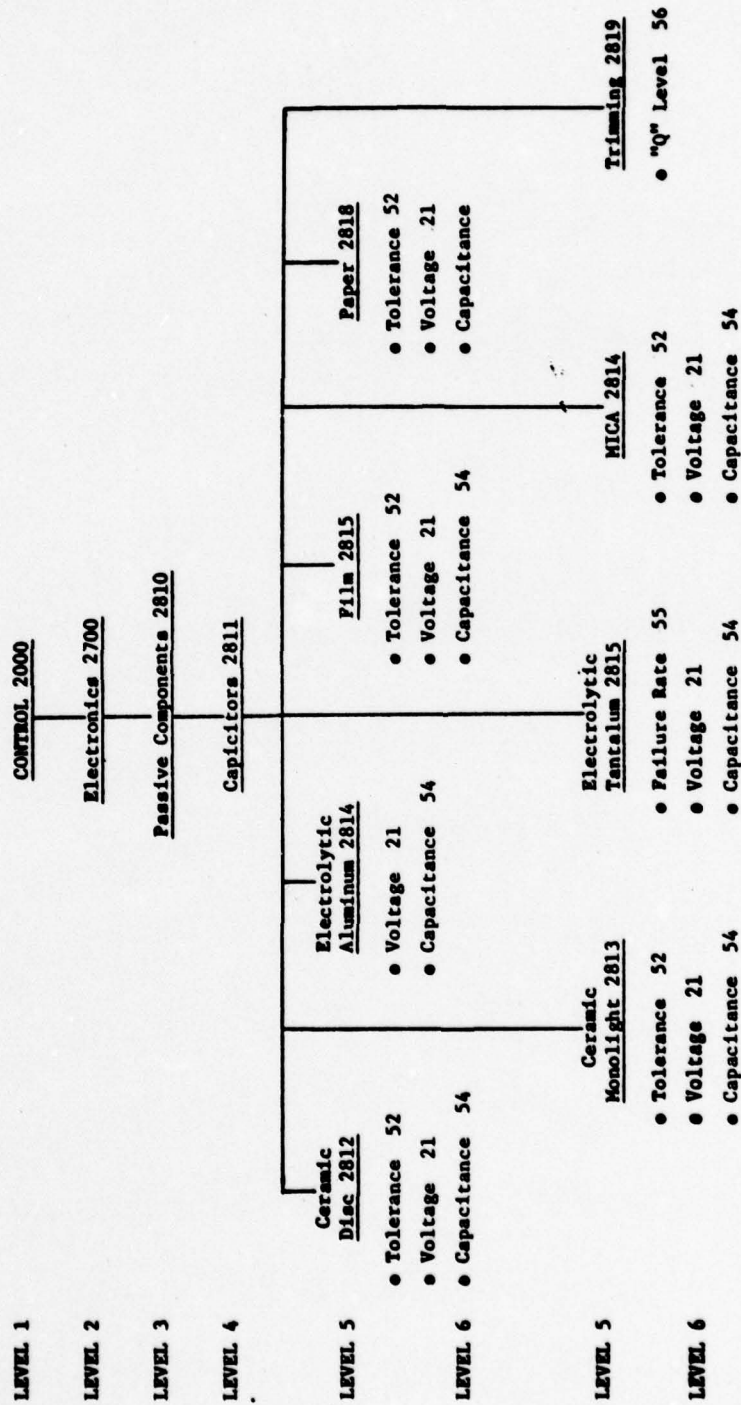 LEVEL 1
CONTROL 2000
LEVEL 2
Electronics 2700
LEVEL 3
Passive Components 2810
LEVEL 4
Capicitors 2811
LEVEL 5
Ceramic
Disc 2812
Electrolytic
Aluminum 2814
Film 2815
Paper 2818
LEVEL 6
• Tolerance 52
• Voltage 21
• Capacitance 54
• Voltage 21
• Capacitance 54
• Tolerance 52
• Voltage 21
• Capacitance 54
• Tolerance 52
• Voltage 21
• Capacitance
LEVEL 5
Ceramic
Monolight 2813
Electrolytic
Tantalum 2815
MICA 2814
Trimming 2819
LEVEL 6
• Tolerance 52
• Voltage 21
• Capacitance 54
• Failure Rate 55
• Voltage 21
• Capacitance 54
• Tolerance 52
• Voltage 21
• Capacitance 54
• "Q" Level 56